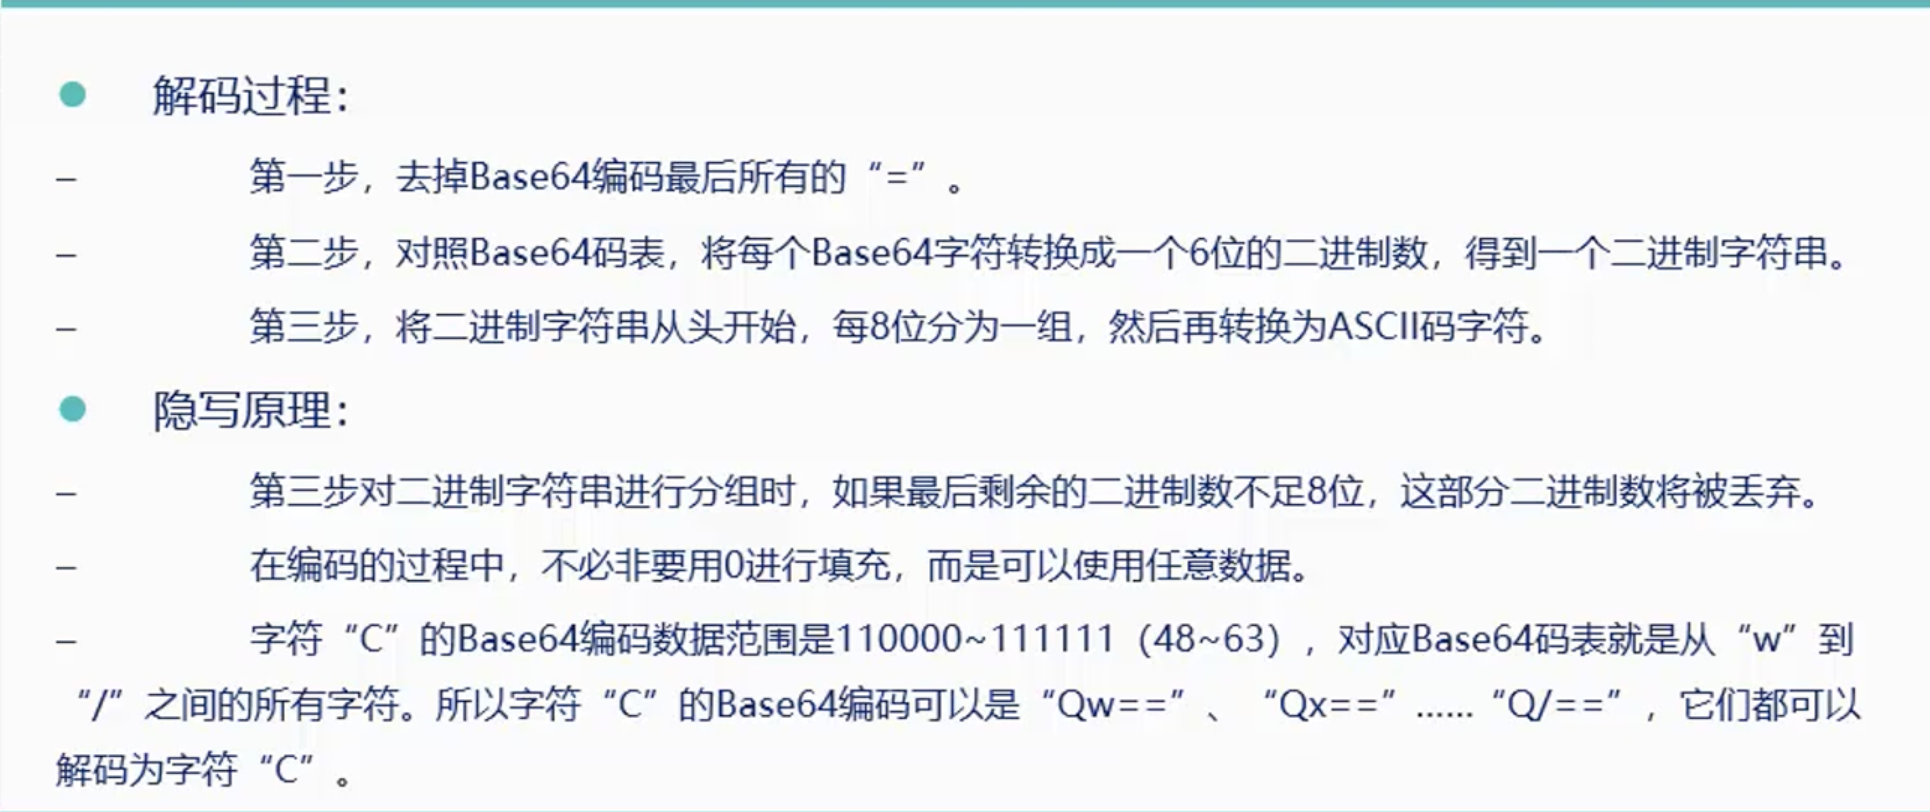 解码过程：
– 第一步，去掉Base64编码最后所有的“=”。
– 第二步，对照Base64码表，将每个Base64字符转换成一个6位的二进制数，得到一个二进制字符串。
– 第三步，将二进制字符串从头开始，每8位分为一组，然后再转换为ASCII码字符。
隐写原理：
– 第三步对二进制字符串进行分组时，如果最后剩余的二进制数不足8位，这部分二进制数将被丢弃。
– 在编码的过程中，不必非要用0进行填充，而是可以使用任意数据。
– 字符“C”的Base64编码数据范围是110000~111111（48~63），对应Base64码表就是从“w”到
“/”之间的所有字符。所以字符“C”的Base64编码可以是“Qw==”、“Qx==”……“Q/==”，它们都可以
解码为字符“C”。